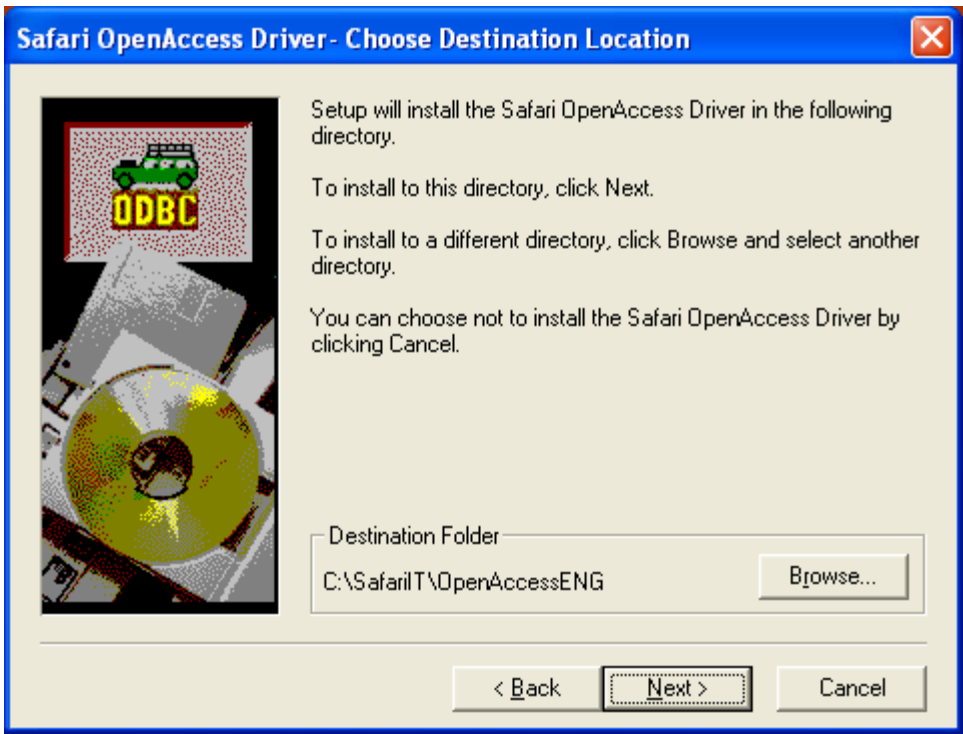 Safari OpenAccess Driver - Choose Destination Location
ODBC
Setup will install the Safari OpenAccess Driver in the following
directory.
To install to this directory, click Next.
To install to a different directory, click Browse and select another
directory.
You can choose not to install the Safari OpenAccess Driver by
clicking Cancel.
Destination Folder
C:\SafariIT\OpenAccessENG
Browse...
< Back
Next >
Cancel